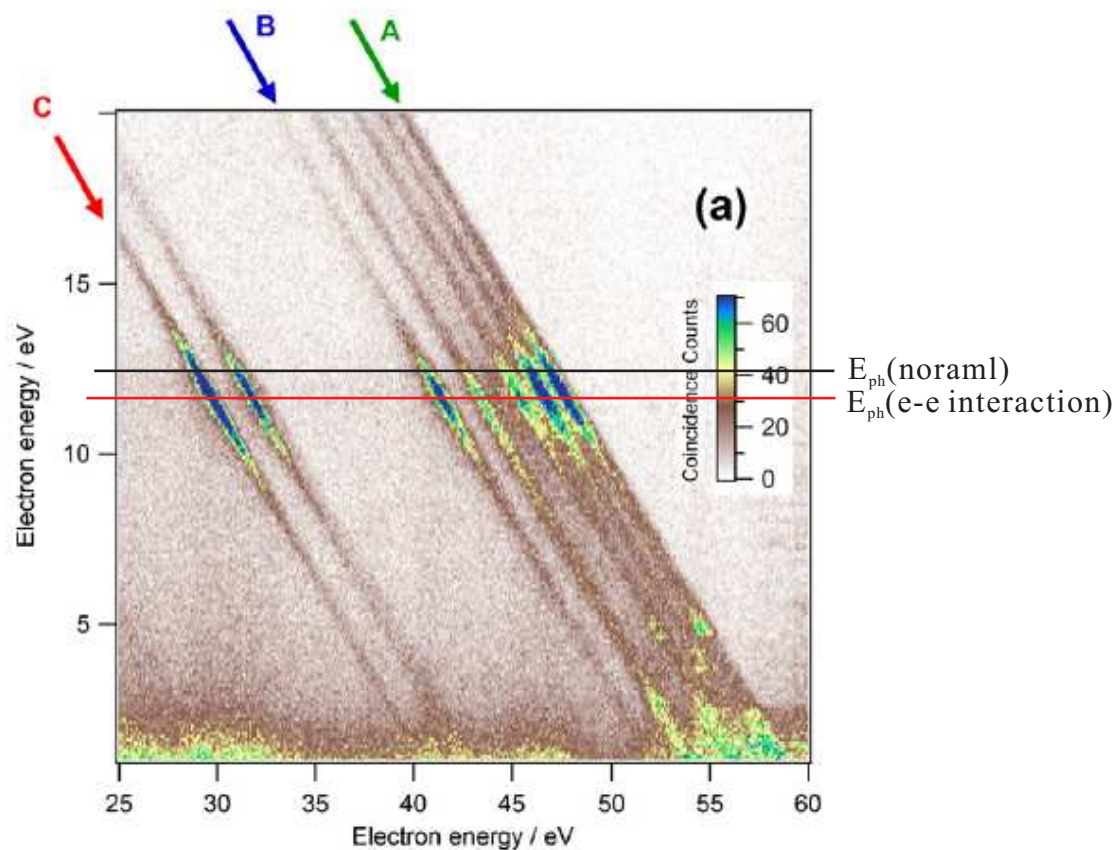 B
A
C
(a)
15
10
5
Electron energy / eV
Coincidence Counts
60
40
20
0
E_ph(noraml)
E_ph(e-e interaction)
25
30
35
40
45
50
55
60
Electron energy / eV